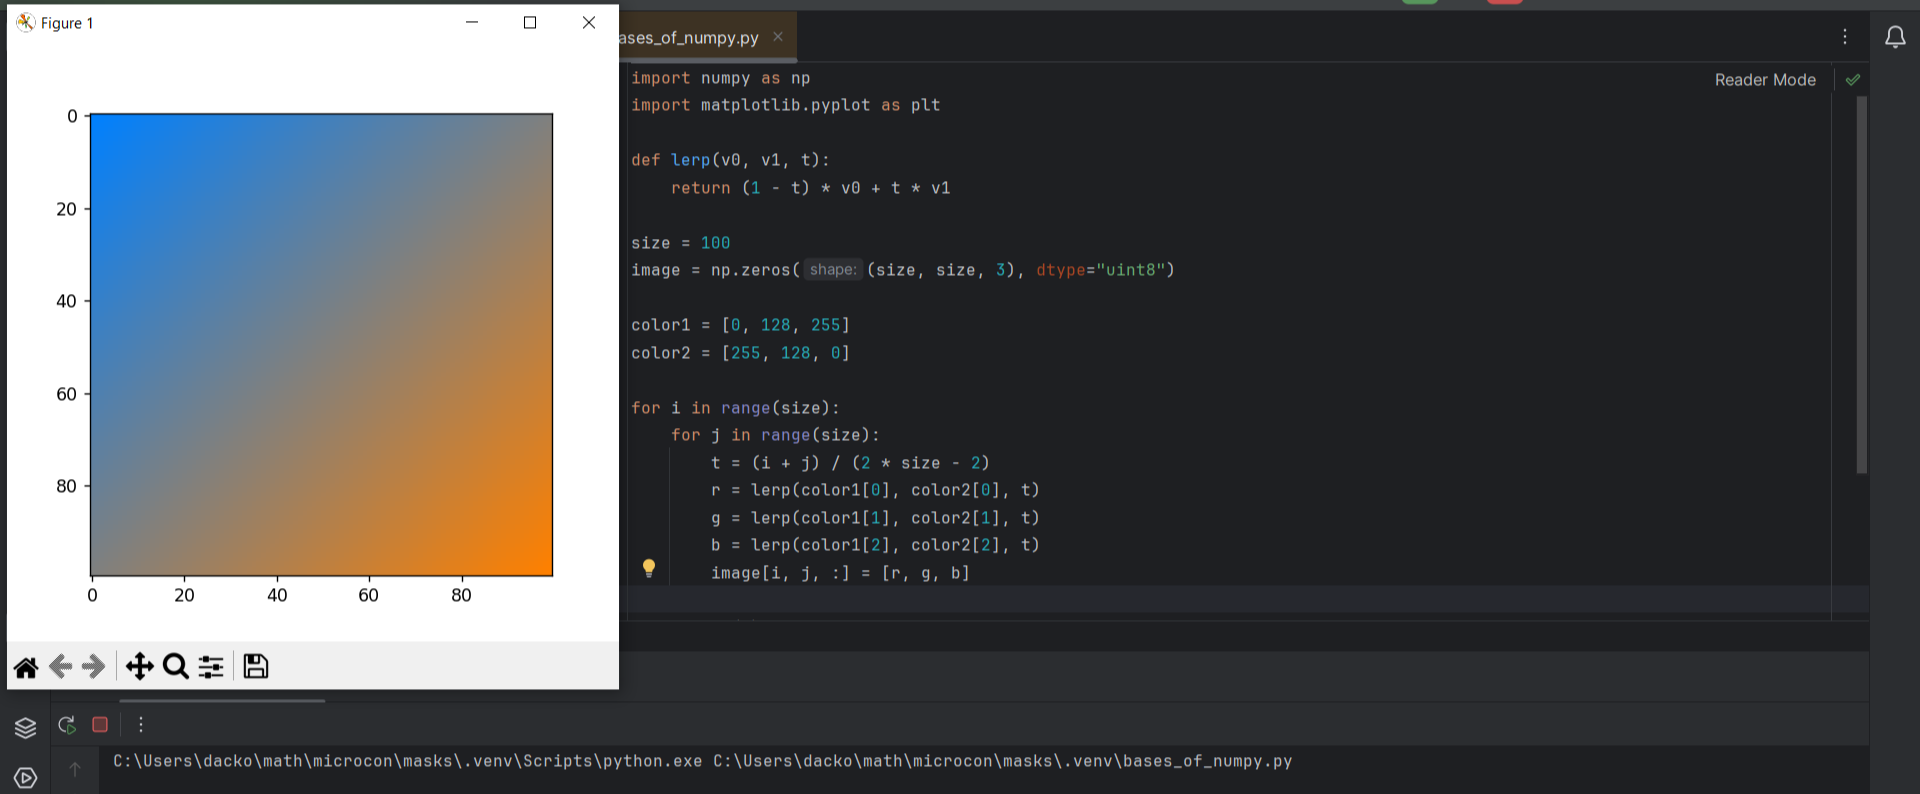 Figure 1
0
20
40
60
80
0 20 40 60 80
ases_of_numpy.py
Reader Mode
import numpy as np
import matplotlib.pyplot as plt
def lerp(v0, v1, t):
    return (1 - t) * v0 + t * v1
size = 100
image = np.zeros( shape: (size, size, 3), dtype="uint8")
color1 = [0, 128, 255]
color2 = [255, 128, 0]
for i in range(size):
    for j in range(size):
        t = (i + j) / (2 * size - 2)
        r = lerp(color1[0], color2[0], t)
        g = lerp(color1[1], color2[1], t)
        b = lerp(color1[2], color2[2], t)
        image[i, j, :] = [r, g, b]
C:\Users\dacko\math\microcon\masks\.venv\Scripts\python.exe C:\Users\dacko\math\microcon\masks\.venv\bases_of_numpy.py